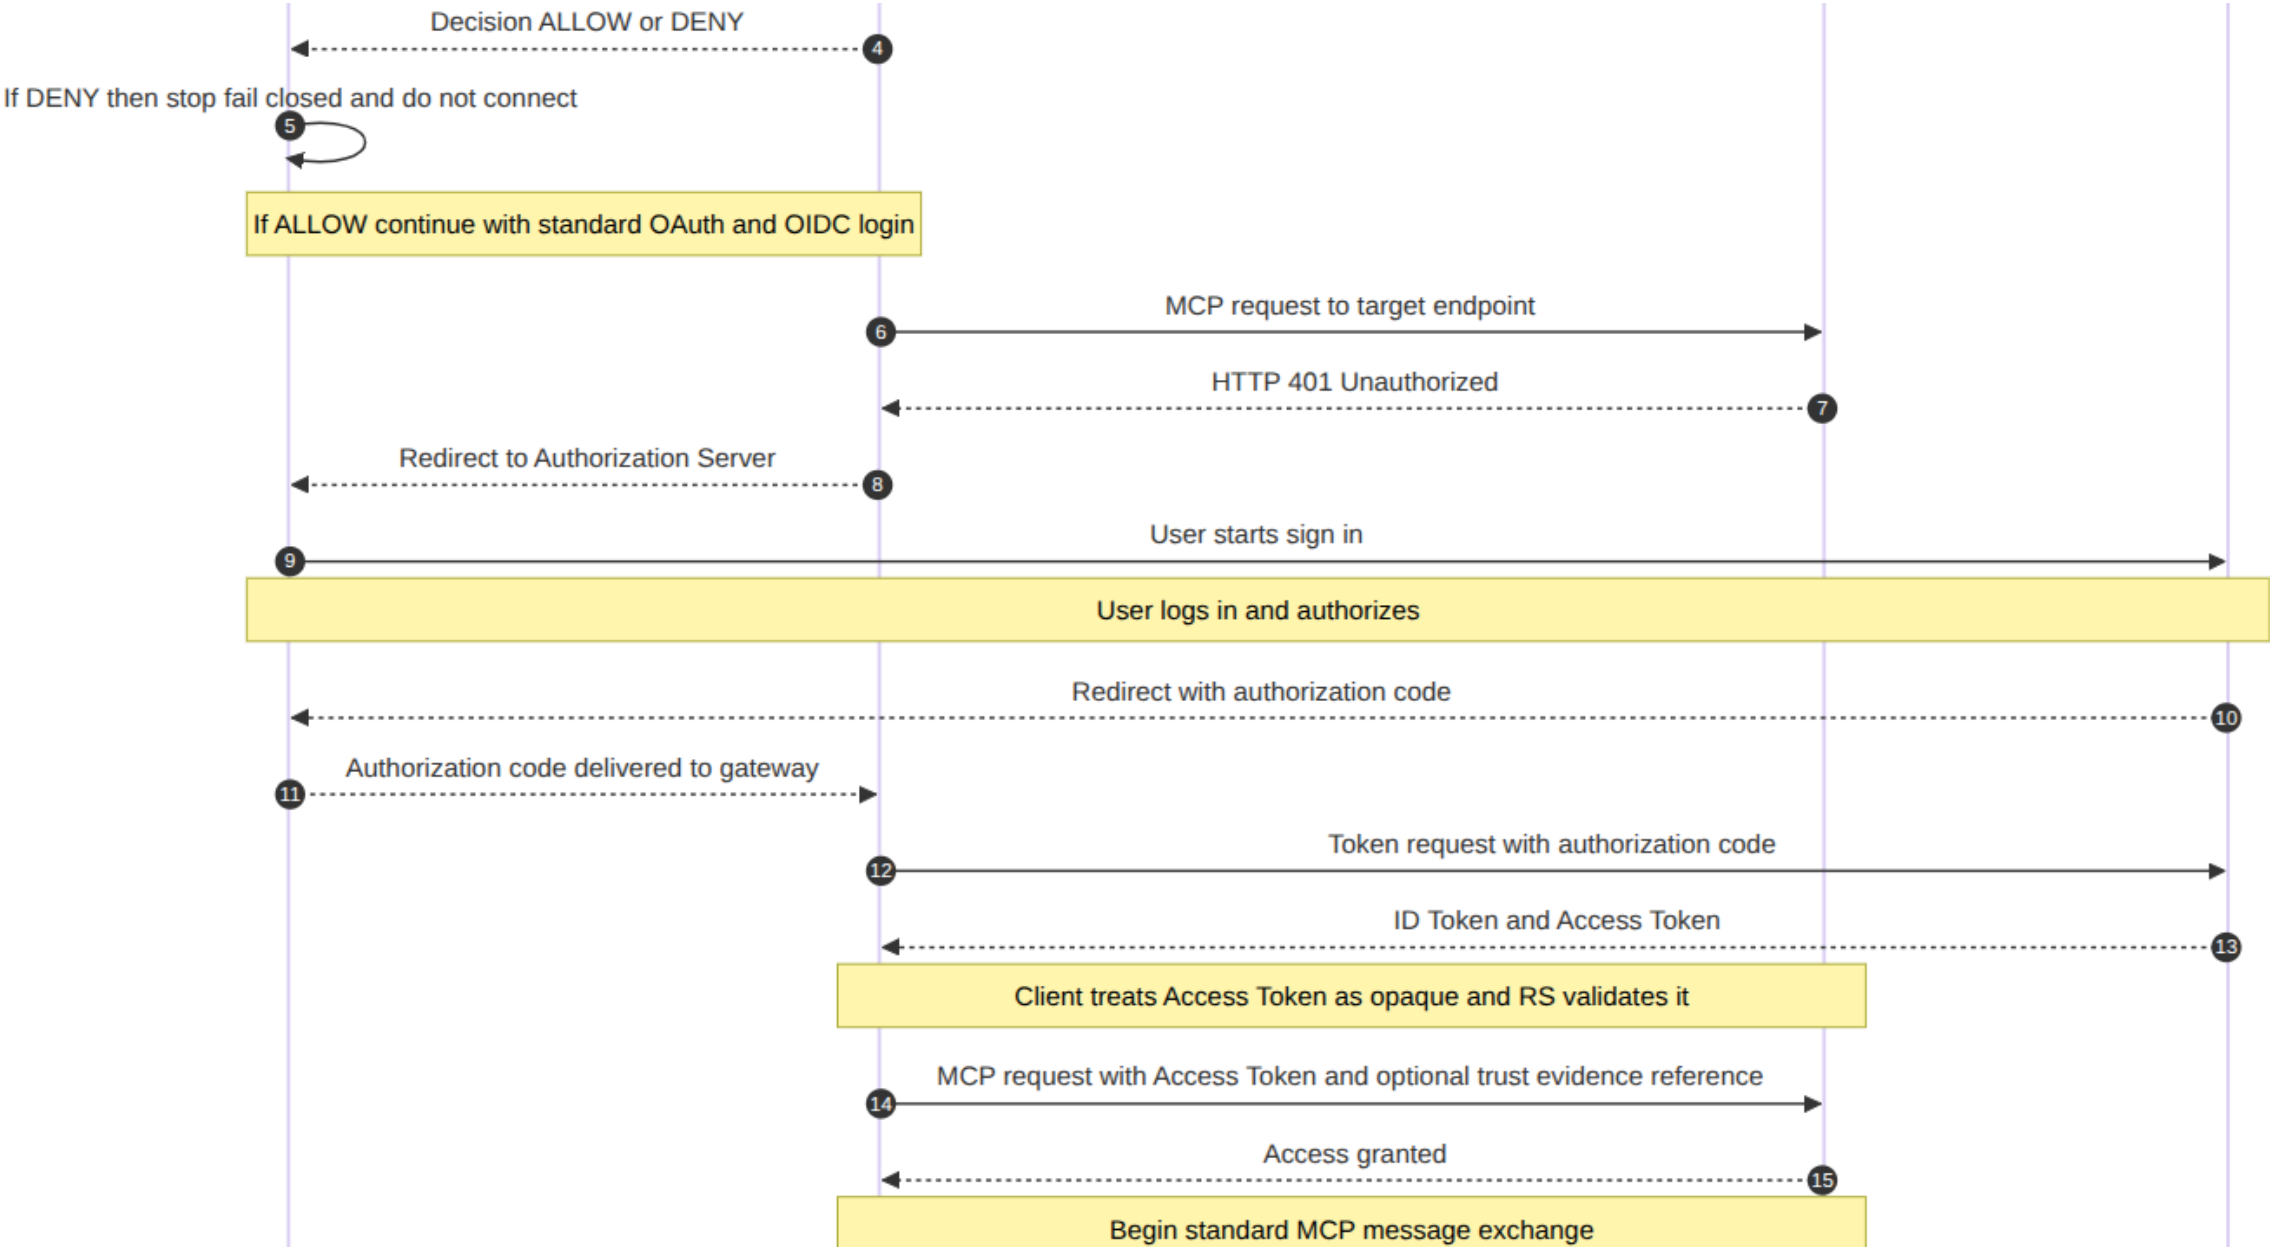 Decision ALLOW or DENY
4
If DENY then stop fail closed and do not connect
5
If ALLOW continue with standard OAuth and OIDC login
MCP request to target endpoint
6
HTTP 401 Unauthorized
7
Redirect to Authorization Server
8
User starts sign in
9
User logs in and authorizes
Redirect with authorization code
10
Authorization code delivered to gateway
11
Token request with authorization code
12
ID Token and Access Token
13
Client treats Access Token as opaque and RS validates it
MCP request with Access Token and optional trust evidence reference
14
Access granted
15
Begin standard MCP message exchange